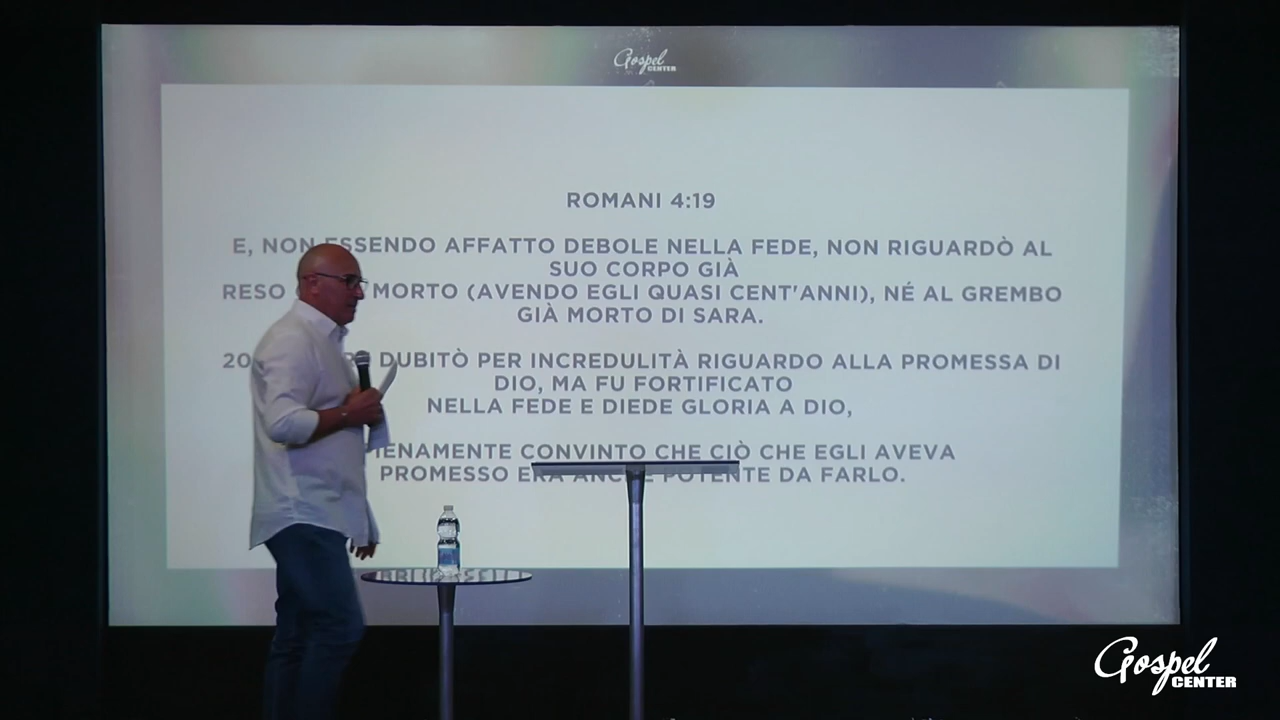 Gospel
CENTER
ROMANI 4:19
E, NON ESSENDO AFFATTO DEBOLE NELLA FEDE, NON RIGUARDÒ AL
SUO CORPO GIÀ
RESO MORTO (AVENDO EGLI QUASI CENT'ANNI), NÉ AL GREMBO
GIÀ MORTO DI SARA.
20 DUBITÒ PER INCREDULITÀ RIGUARDO ALLA PROMESSA DI
DIO, MA FU FORTIFICATO
NELLA FEDE E DIEDE GLORIA A DIO,
CONVINTO CHE CIÒ CHE EGLI AVEVA
PROMESSO ERA ANCHE POTENTE DA FARLO.
Gospel
CENTER